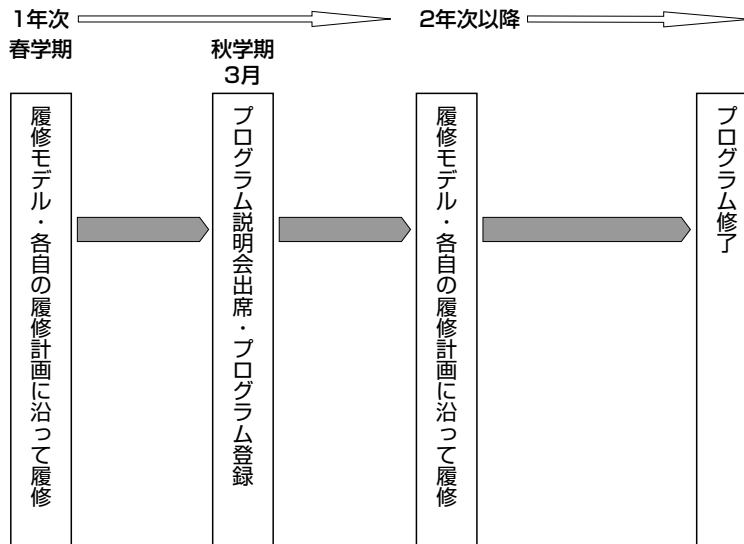 1年次
2年次以降
春学期
秋学期
3月
履修モデル・各自の履修計画に沿って履修
プログラム説明会出席・プログラム登録
履修モデル・各自の履修計画に沿って履修
プログラム修了